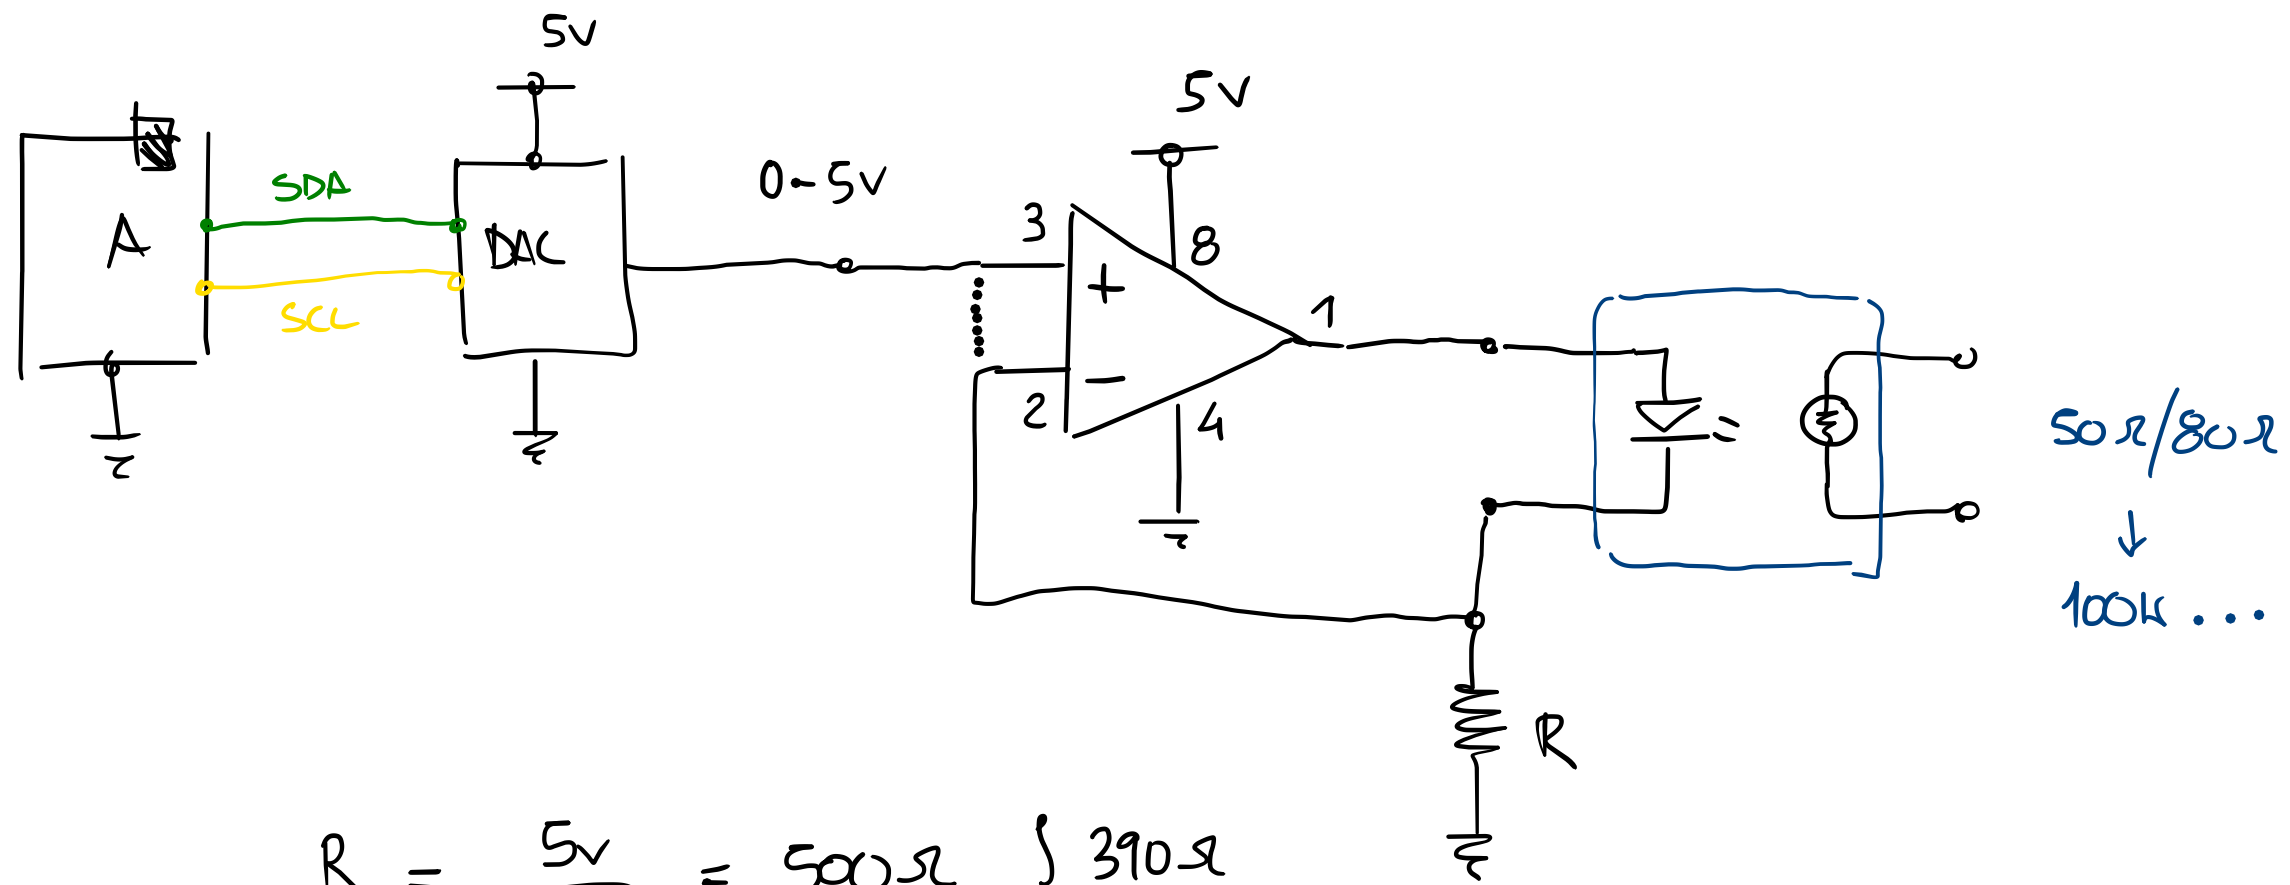 5V
5V
SDA
0-5V
3
A
DAC
8
SCL
+
1
-
2
4
50Ω/80Ω
↓
100k...
R
R = 5V = 500Ω ∫ 390Ω